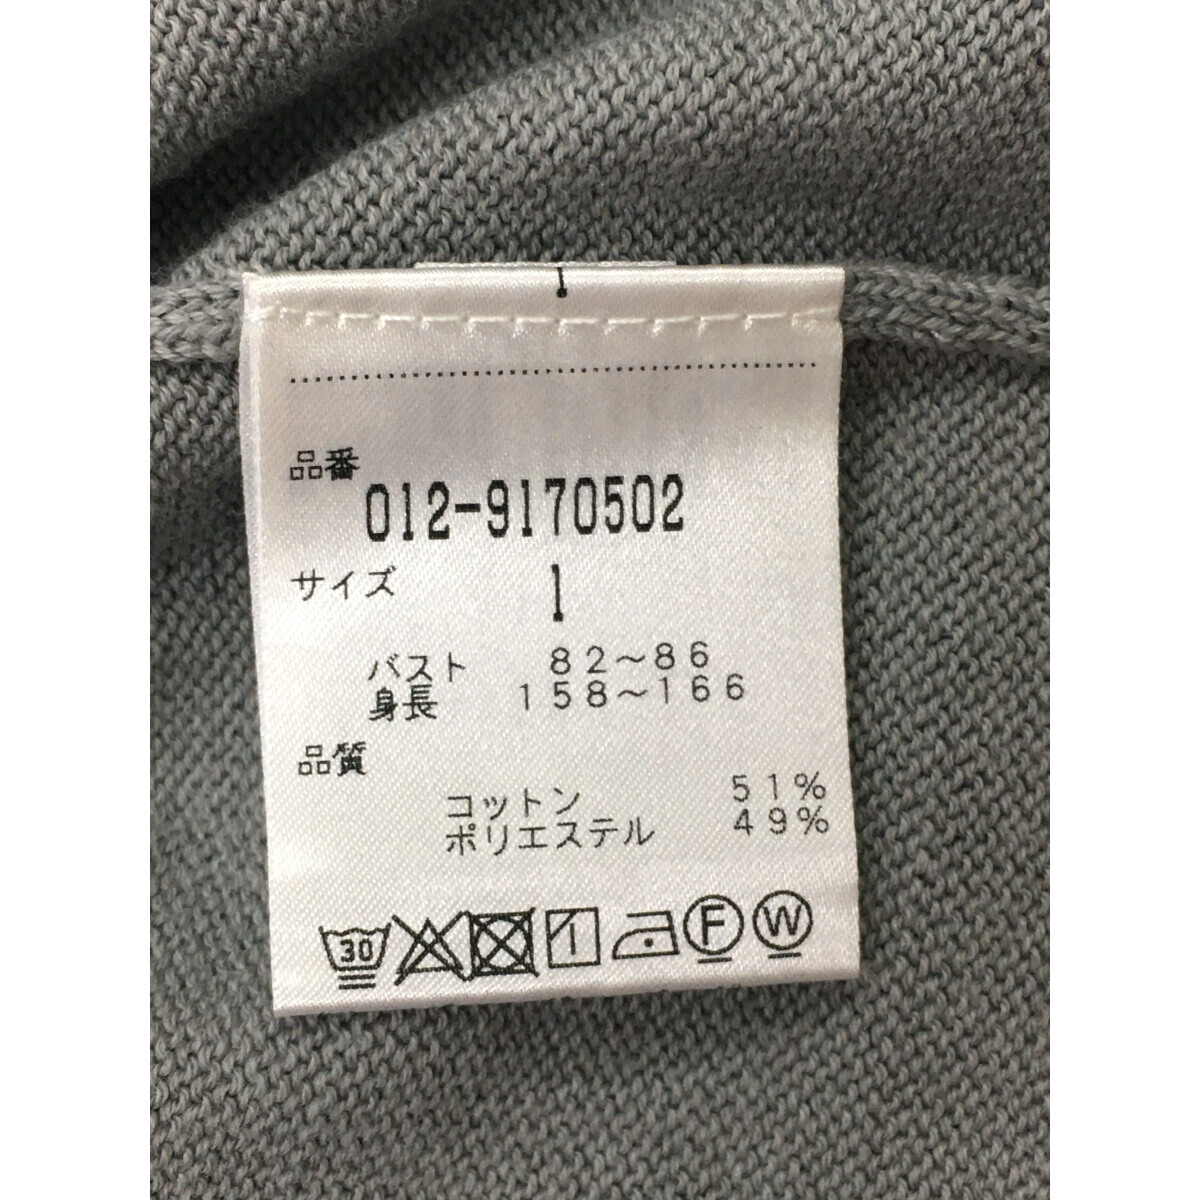 品番
012-9170502
サイズ 1
バスト 82~86
身長 158~166
品質
コットン 51%
ポリエステル 49%
30 F W